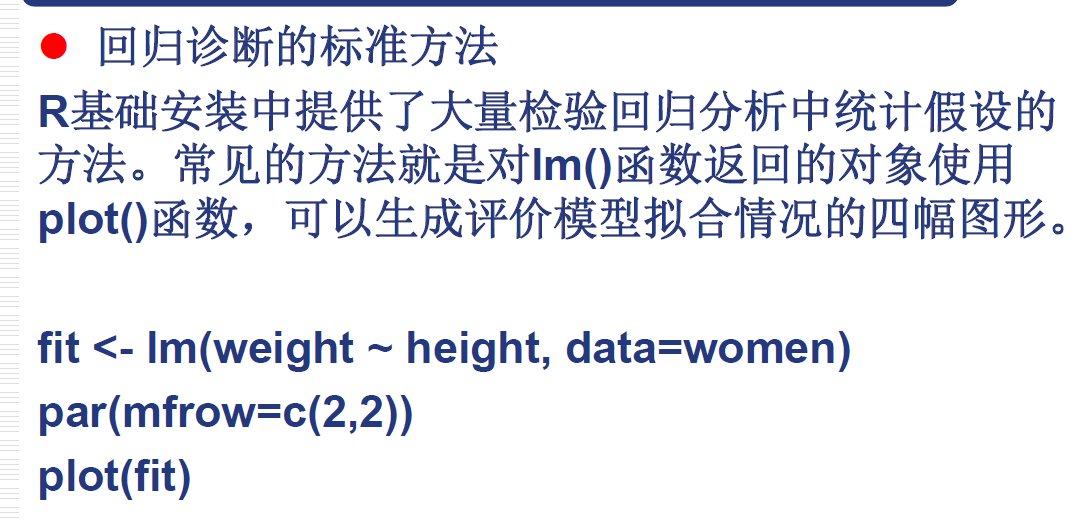 回归诊断的标准方法
R基础安装中提供了大量检验回归分析中统计假设的
方法。常见的方法就是对lm()函数返回的对象使用
plot()函数，可以生成评价模型拟合情况的四幅图形。
fit <- lm(weight ~ height, data=women)
par(mfrow=c(2,2))
plot(fit)